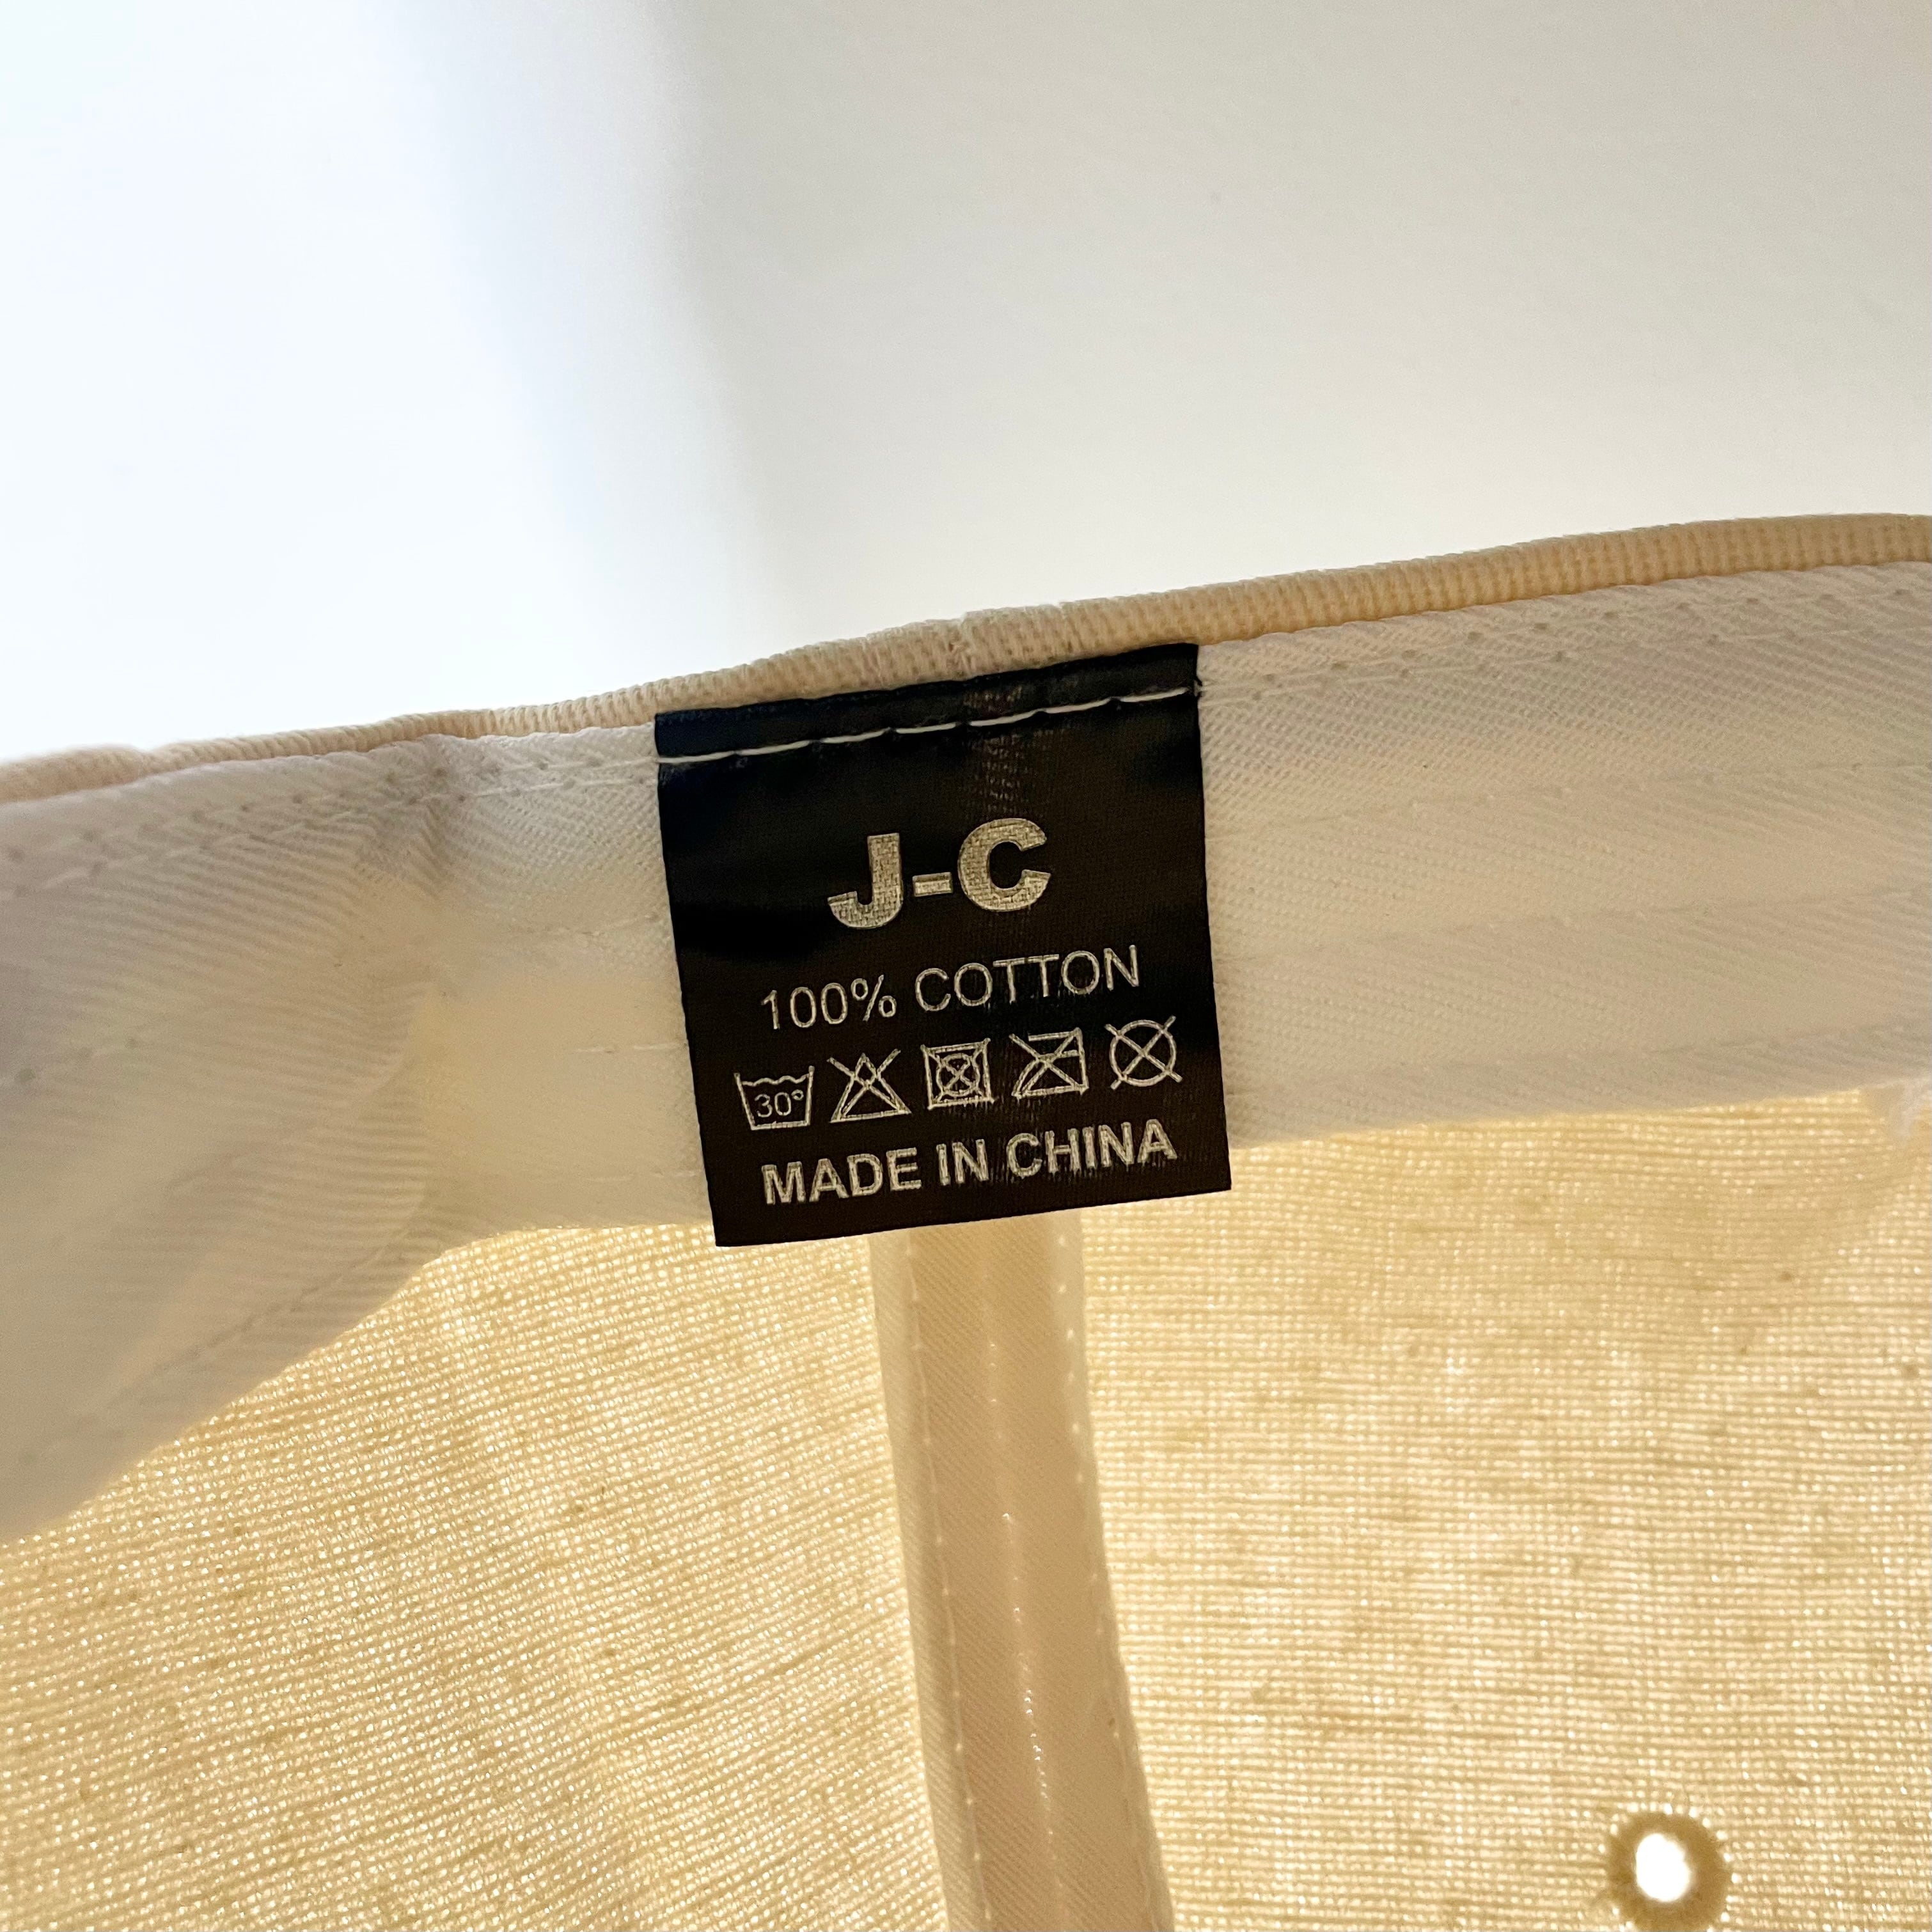 J-C
100% COTTON
30°
MADE IN CHINA